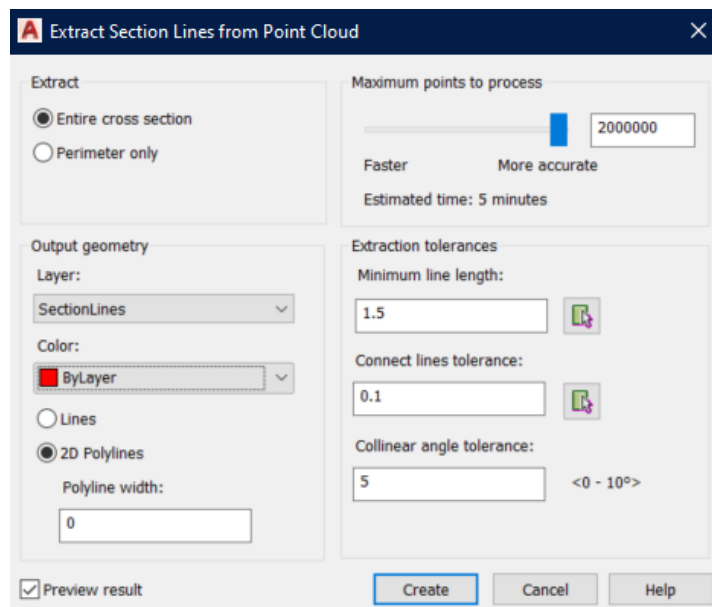 A Extract Section Lines from Point Cloud
Extract
Entire cross section
Perimeter only
Maximum points to process
2000000
Faster More accurate
Estimated time: 5 minutes
Output geometry
Layer:
SectionLines
Color:
ByLayer
Lines
2D Polylines
Polyline width:
0
Extraction tolerances
Minimum line length:
1.5
Connect lines tolerance:
0.1
Collinear angle tolerance:
5 <0 - 10º>
Preview result
Create Cancel Help